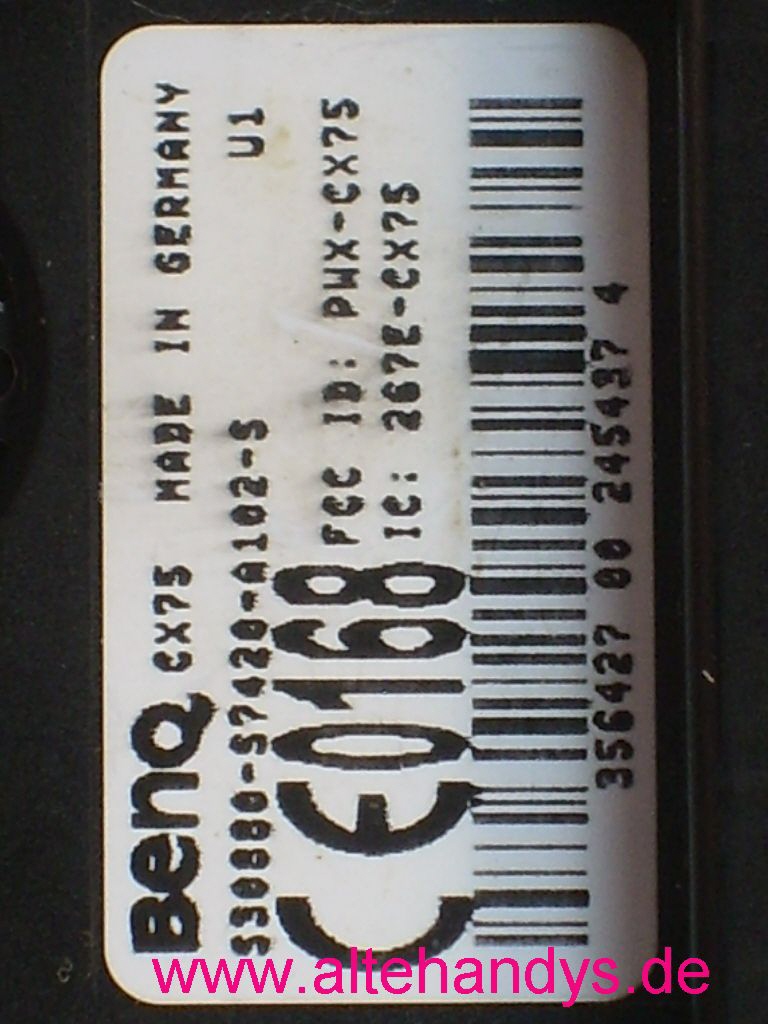 BenQ CX75 MADE IN GERMANY
S30880-S7420-A102-S U1
CE0168
FCC ID: PWX-CX75
IC: 267E-CX75
356427 00 245497 4
www.altehandys.de